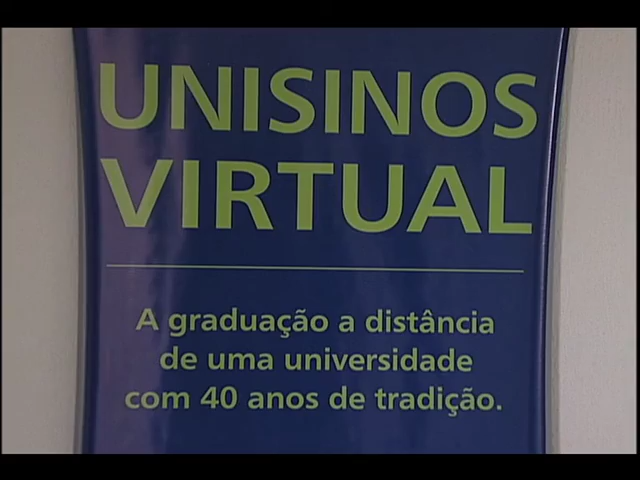 UNISINOS
VIRTUAL
A graduação a distância
de uma universidade
com 40 anos de tradição.